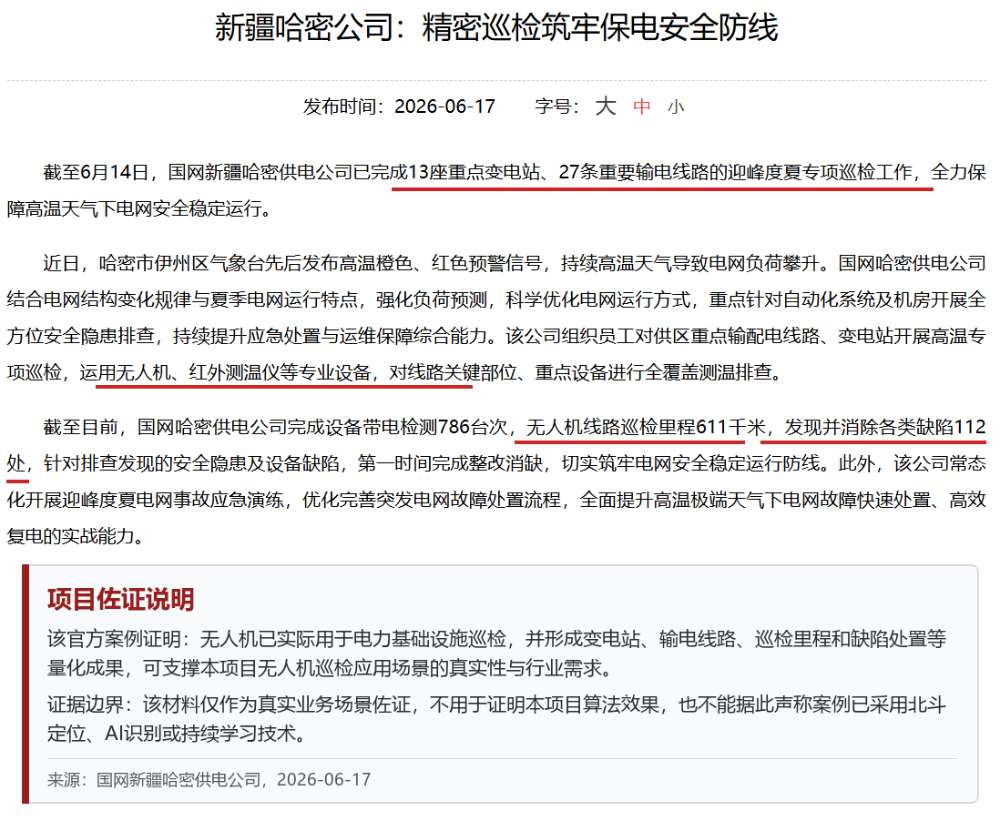 新疆哈密公司：精密巡检筑牢保电安全防线
发布时间：2026-06-17 字号： 大 中 小
截至6月14日，国网新疆哈密供电公司已完成13座重点变电站、27条重要输电线路的迎峰度夏专项巡检工作，全力保
障高温天气下电网安全稳定运行。
近日，哈密市伊州区气象台先后发布高温橙色、红色预警信号，持续高温天气导致电网负荷攀升。国网哈密供电公司
结合电网结构变化规律与夏季电网运行特点，强化负荷预测，科学优化电网运行方式，重点针对自动化系统及机房开展全
方位安全隐患排查，持续提升应急处置与运维保障综合能力。该公司组织员工对供区重点输配电线路、变电站开展高温专
项巡检，运用无人机、红外测温仪等专业设备，对线路关键部位、重点设备进行全覆盖测温排查。
截至目前，国网哈密供电公司完成设备带电检测786台次，无人机线路巡检里程611千米，发现并消除各类缺陷112
处，针对排查发现的安全隐患及设备缺陷，第一时间完成整改消缺，切实筑牢电网安全稳定运行防线。此外，该公司常态
化开展迎峰度夏电网事故应急演练，优化完善突发电网故障处置流程，全面提升高温极端天气下电网故障快速处置、高效
复电的实战能力。
项目佐证说明
该官方案例证明：无人机已实际用于电力基础设施巡检，并形成变电站、输电线路、巡检里程和缺陷处置等
量化成果，可支撑本项目无人机巡检应用场景的真实性与行业需求。
证据边界：该材料仅作为真实业务场景佐证，不用于证明本项目算法效果，也不能据此声称案例已采用北斗
定位、AI识别或持续学习技术。
来源：国网新疆哈密供电公司，2026-06-17